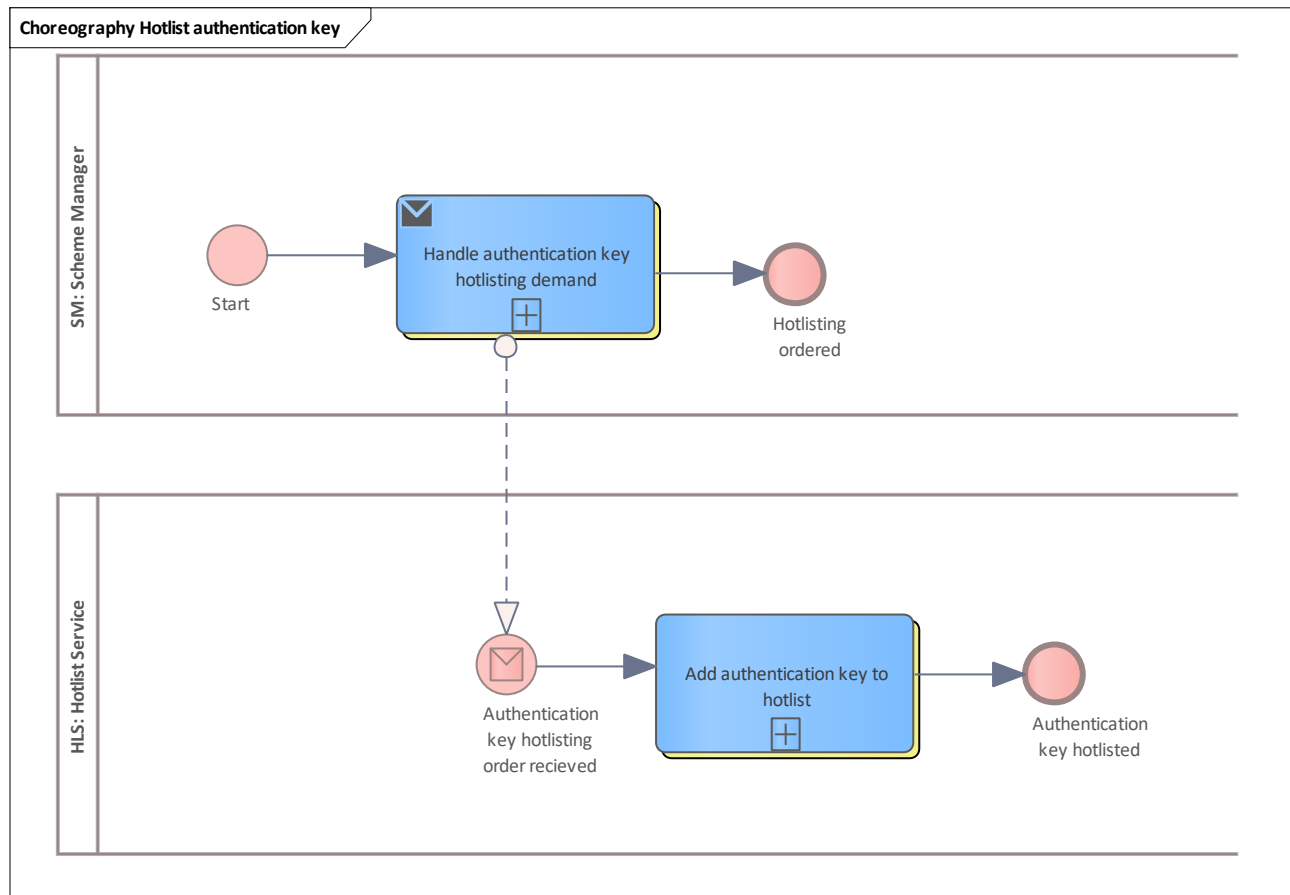 Choreography Hotlist authentication key
SM: Scheme Manager
Start
Handle authentication key
hotlisting demand
Hotlisting
ordered
HLS: Hotlist Service
Authentication
key hotlisting
order recieved
Add authentication key to
hotlist
Authentication
key hotlisted